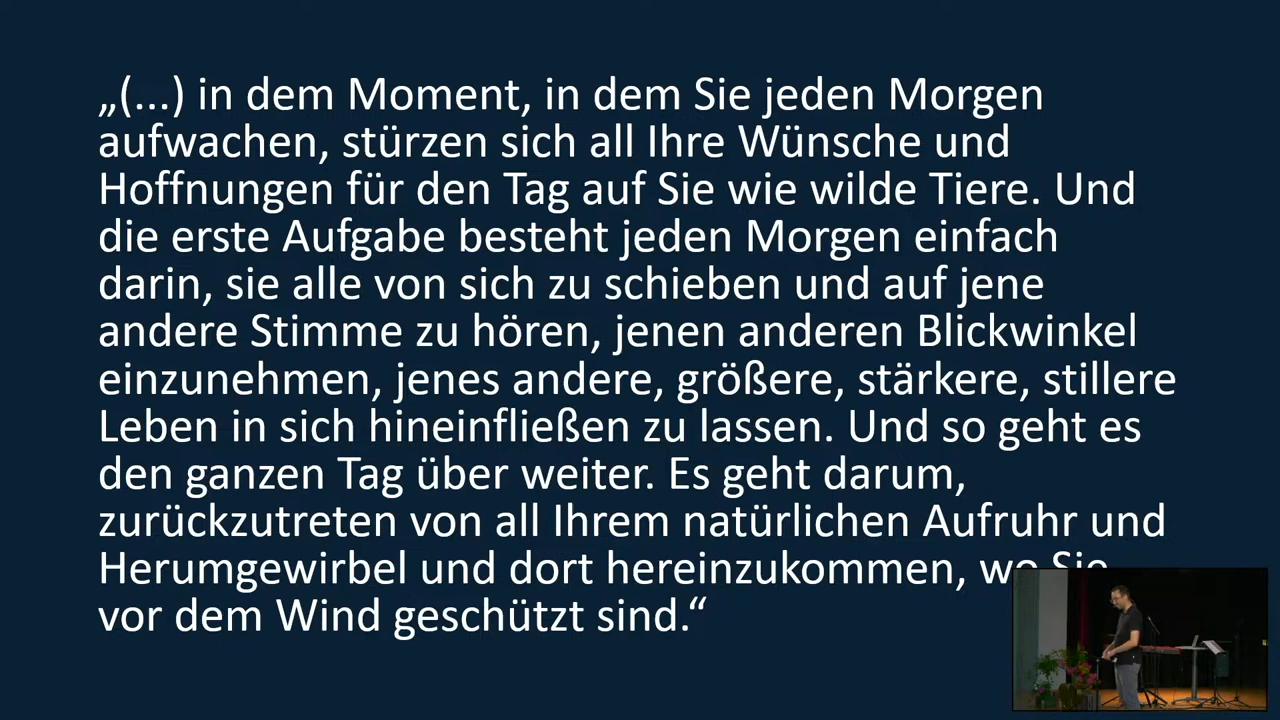 „(...) in dem Moment, in dem Sie jeden Morgen
aufwachen, stürzen sich all Ihre Wünsche und
Hoffnungen für den Tag auf Sie wie wilde Tiere. Und
die erste Aufgabe besteht jeden Morgen einfach
darin, sie alle von sich zu schieben und auf jene
andere Stimme zu hören, jenen anderen Blickwinkel
einzunehmen, jenes andere, größere, stärkere, stillere
Leben in sich hineinfließen zu lassen. Und so geht es
den ganzen Tag über weiter. Es geht darum,
zurückzutreten von all Ihrem natürlichen Aufruhr und
Herumgewirbel und dort hereinzukommen, wo Sie
vor dem Wind geschützt sind.“